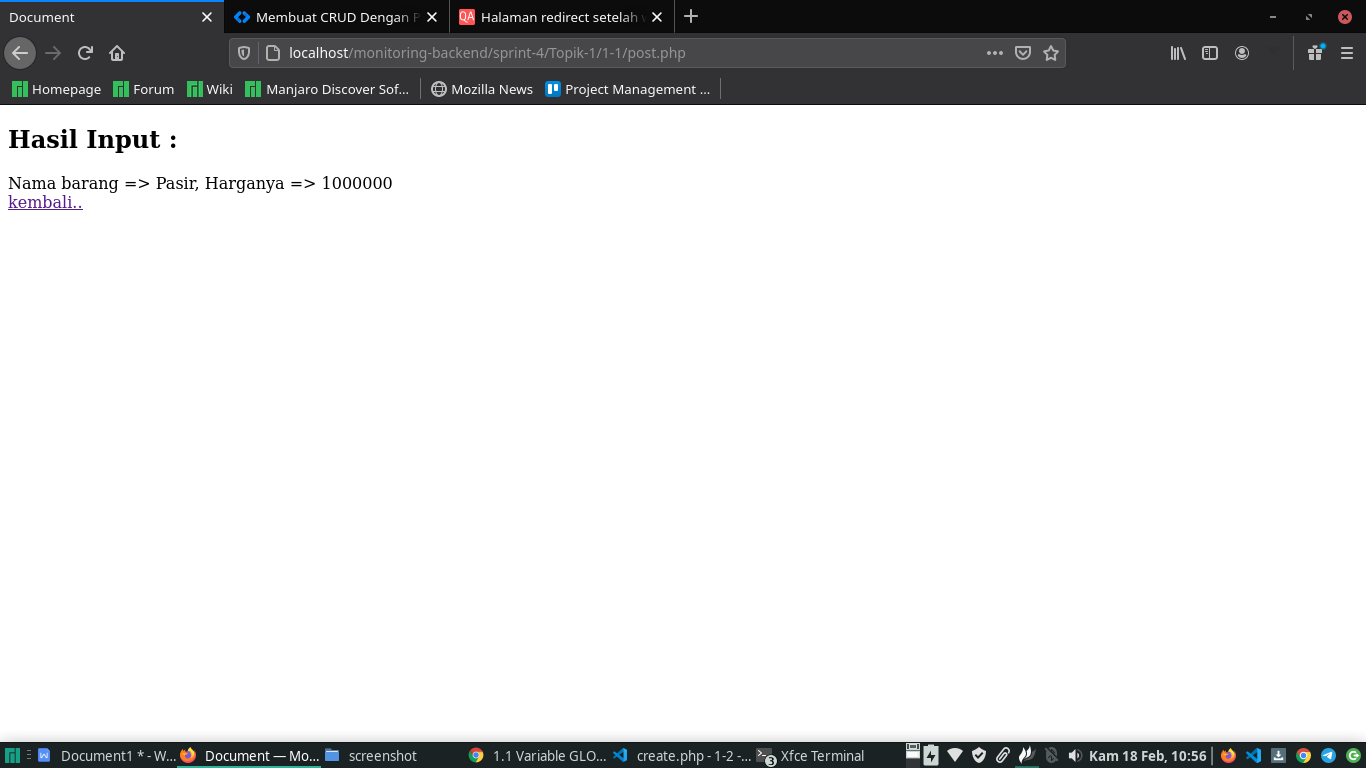 Document
Membuat CRUD Dengan P
Halaman redirect setelah
localhost/monitoring-backend/sprint-4/Topik-1/1-1/post.php
Homepage
Forum
Wiki
Manjaro Discover Sof...
Mozilla News
Project Management ...
Hasil Input :
Nama barang => Pasir, Harganya => 1000000
kembali..
Document1 * - W...
Document — Mo...
screenshot
1.1 Variable GLO...
create.php - 1-2 -...
3
Xfce Terminal
Kam 18 Feb, 10:56